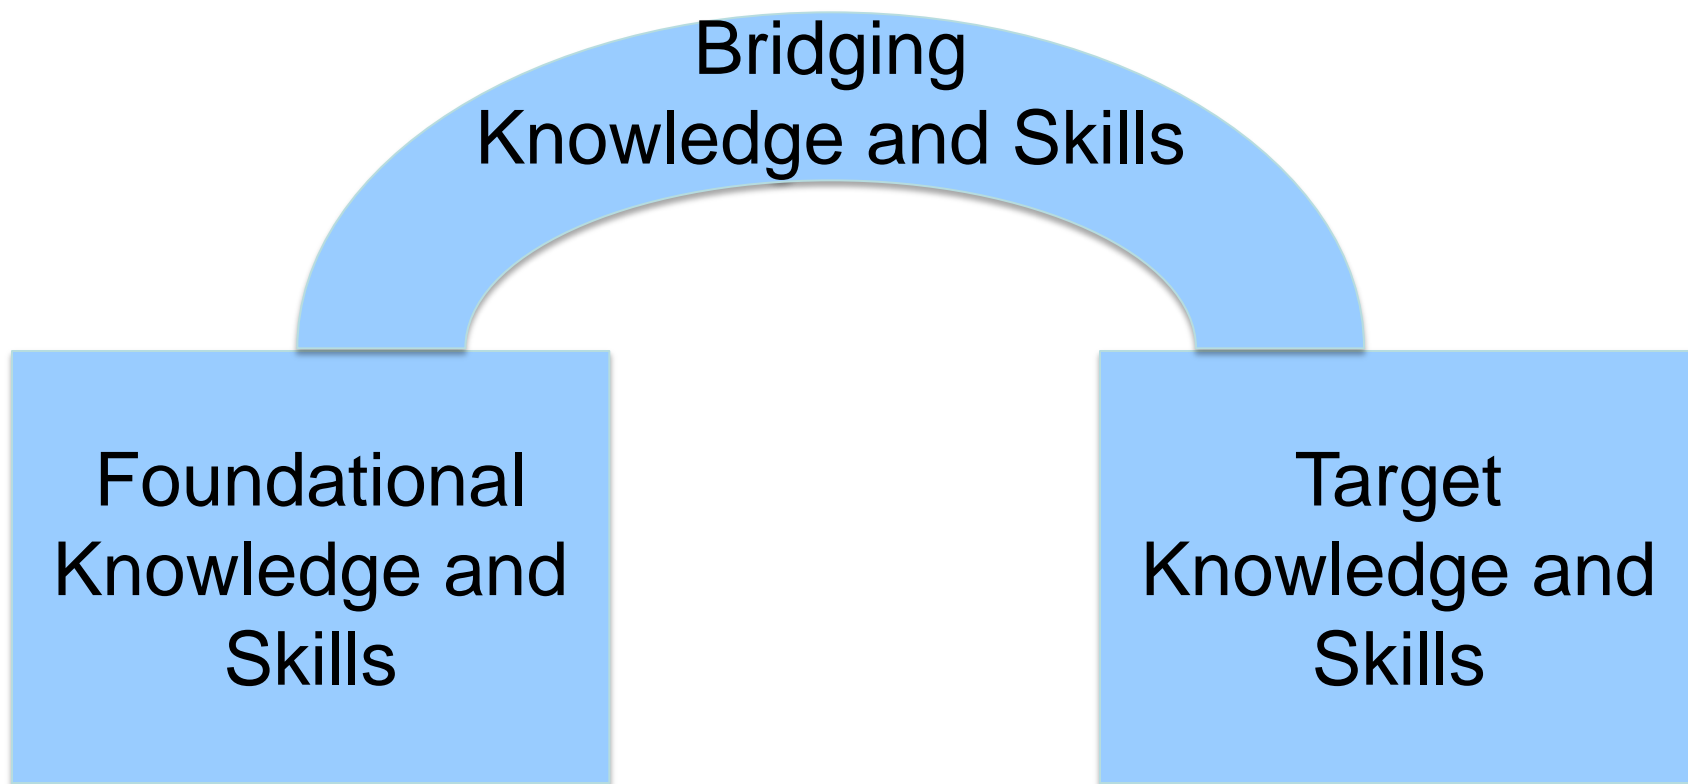 Bridging
Knowledge and Skills
Foundational
Knowledge and
Skills
Target
Knowledge and
Skills